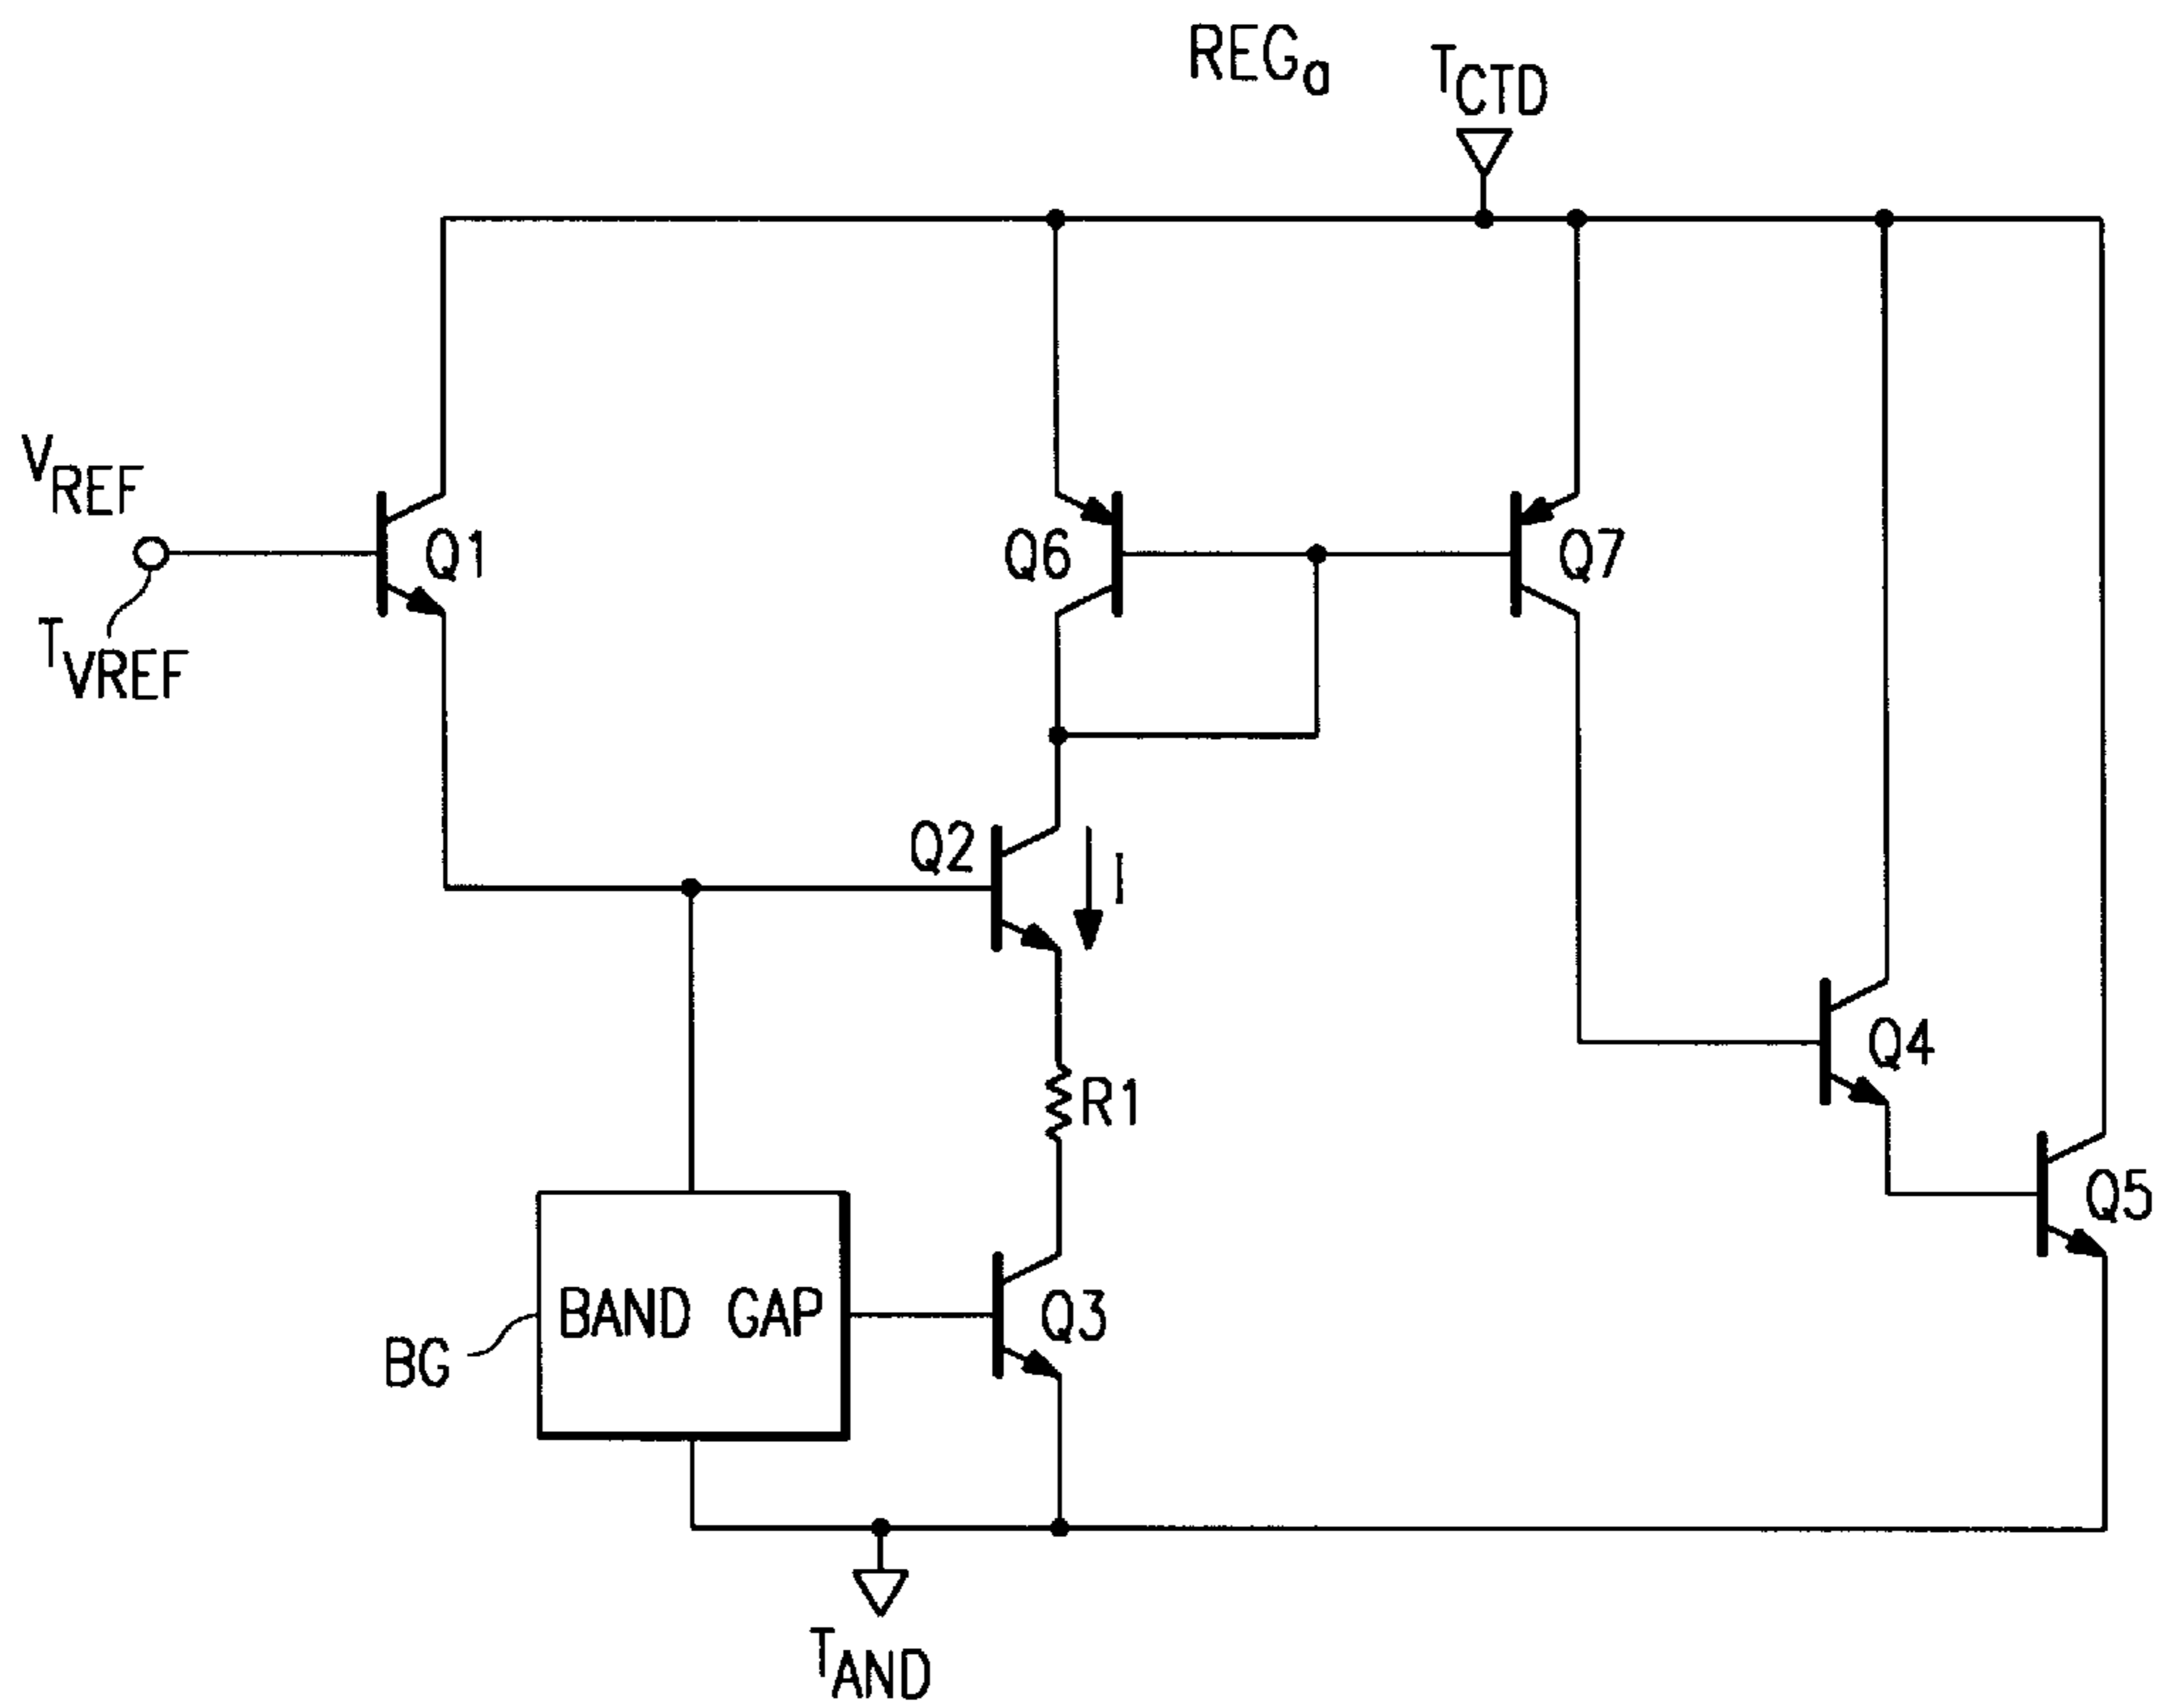 REGa
TCTD
VREF
Q1
Q6
Q7
TVREF
Q2
I
Q4
R1
Q5
BAND GAP
Q3
BG
TAND